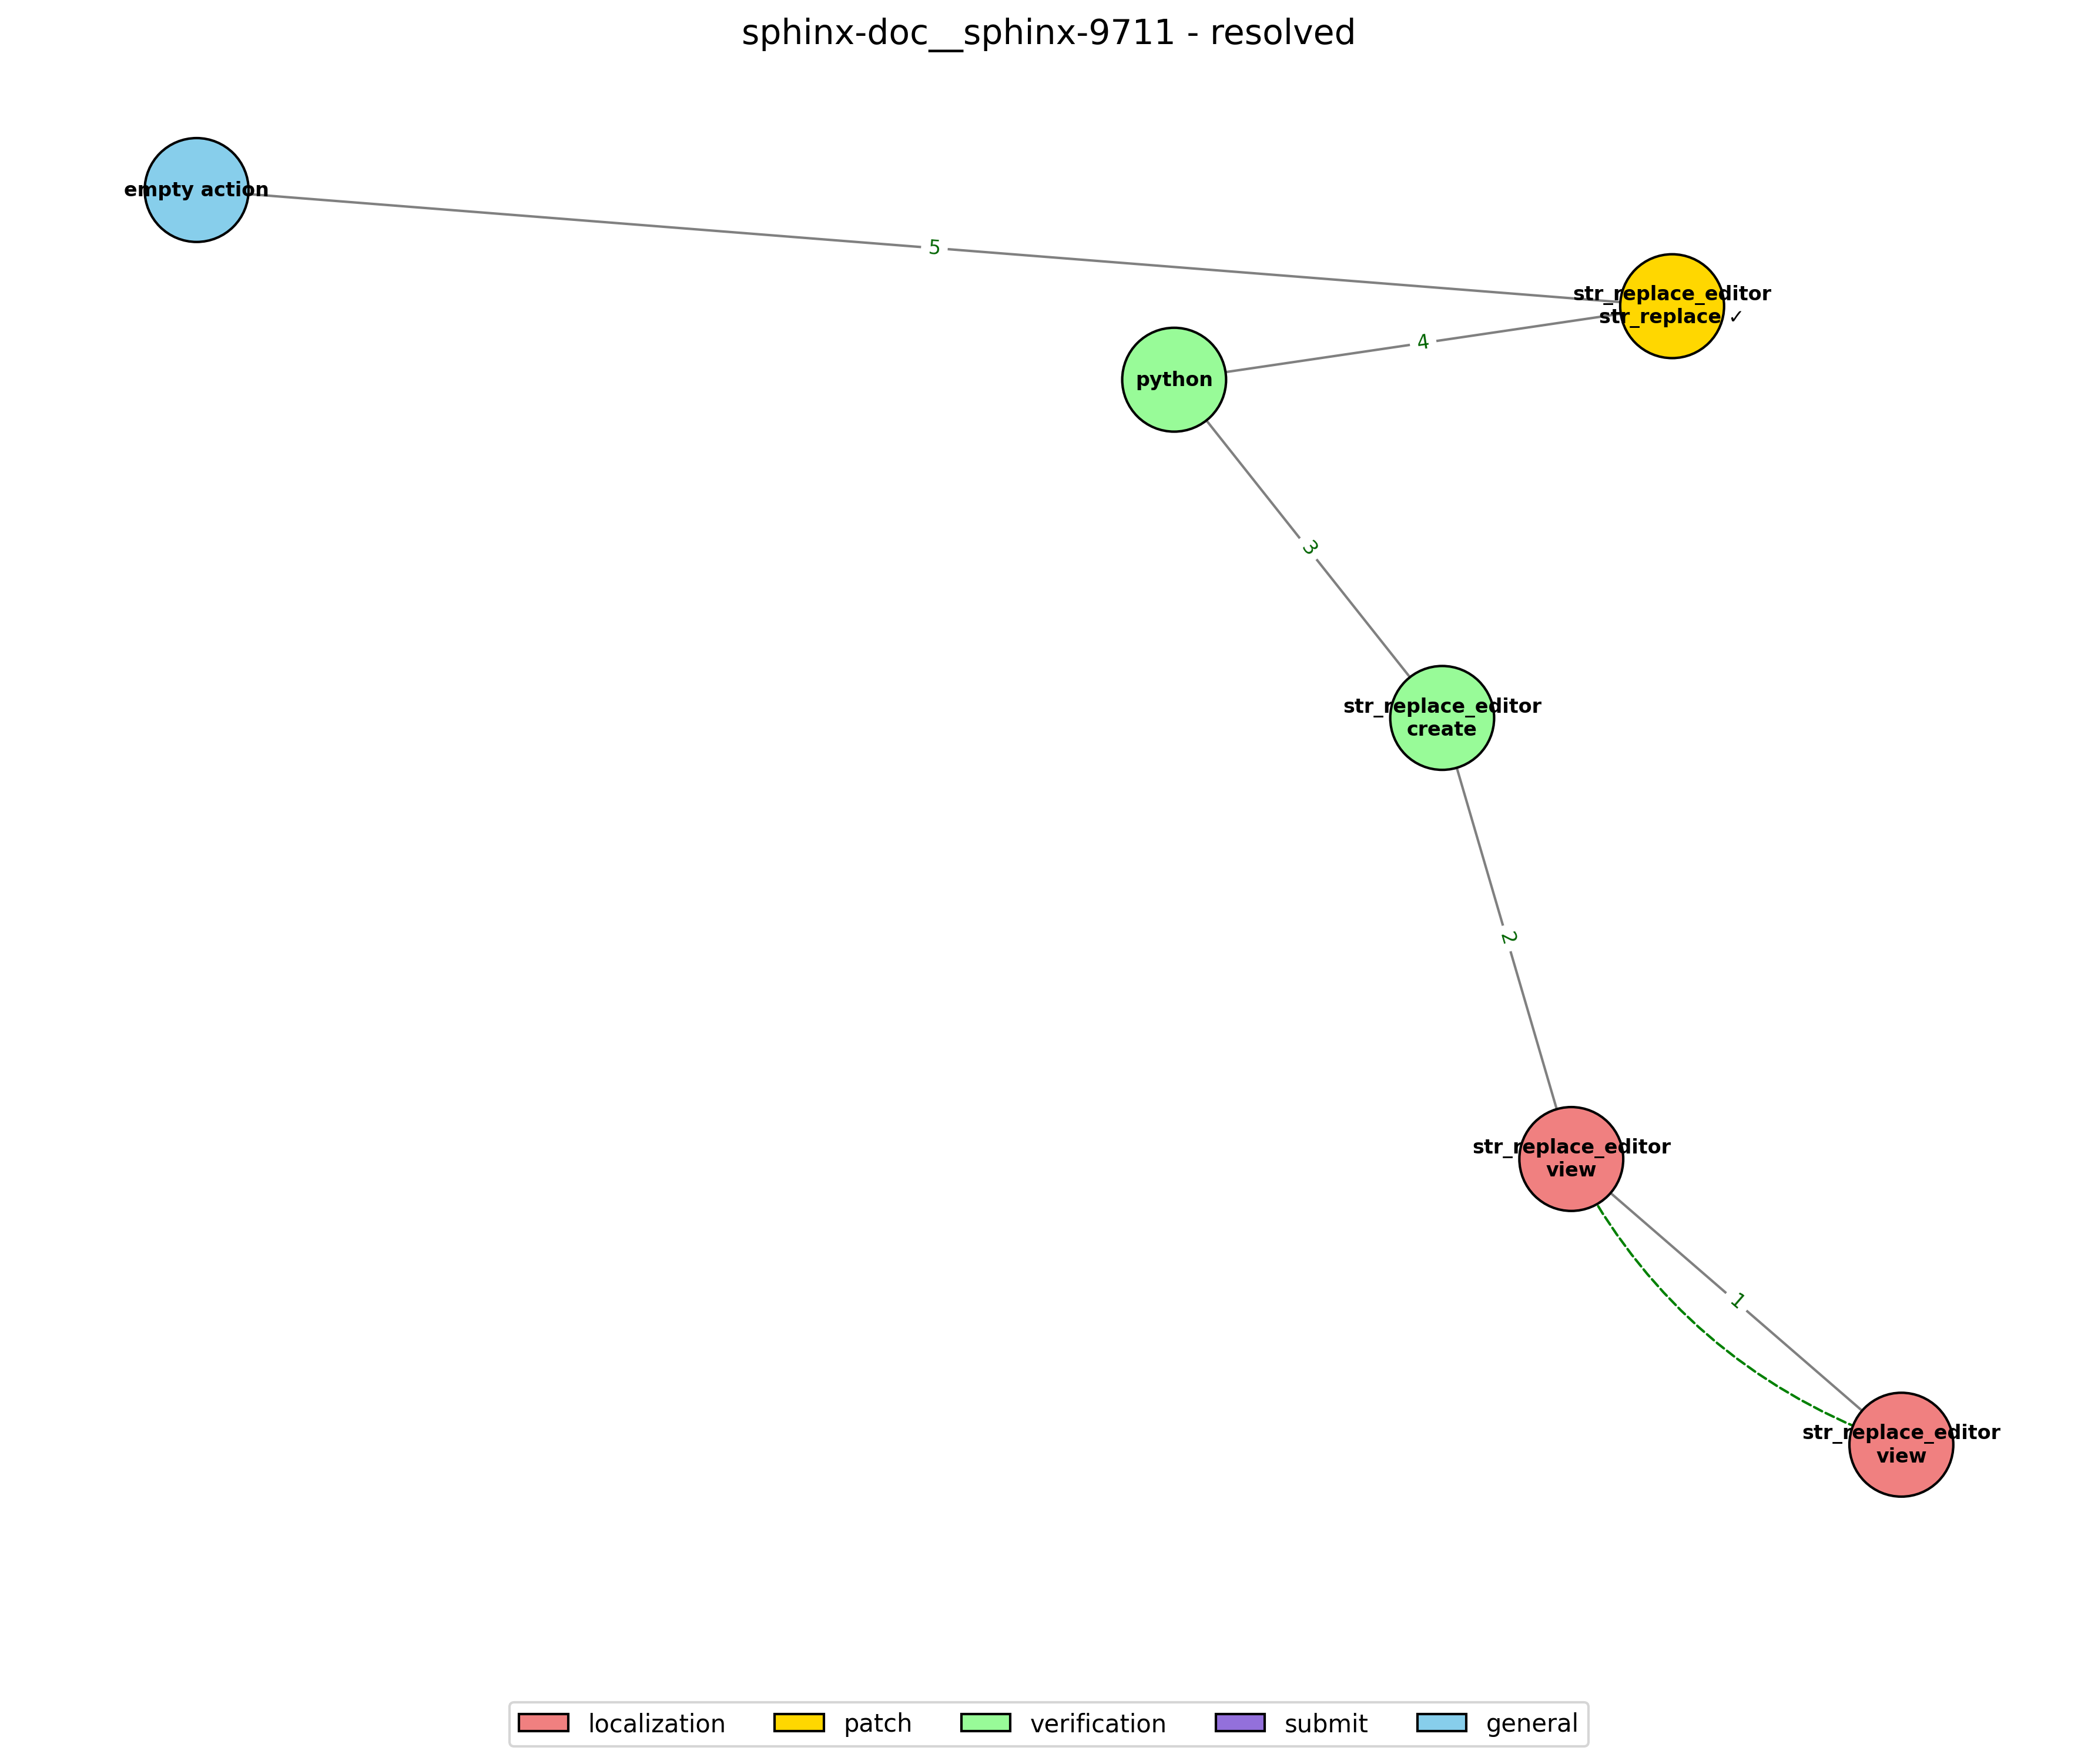 sphinx-doc__sphinx-9711 - resolved
empty action
5
str_replace_editor
str_replace ✓
4
python
3
str_replace_editor
create
2
str_replace_editor
view
1
str_replace_editor
view
localization
patch
verification
submit
general